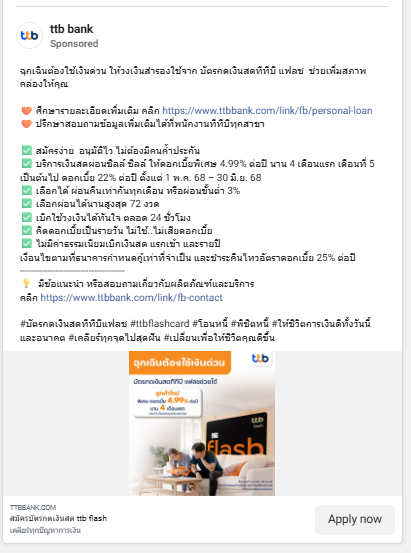 ttb bank
Sponsored
ฉุกเฉินต้องใช้เงินด่วน ให้วงเงินสำรองใช้จาก บัตรกดเงินสดทีทีบี แฟลช ช่วยเพิ่มสภาพ
คล่องให้คุณ
❤️ ศึกษารายละเอียดเพิ่มเติม คลิก https://www.ttbbank.com/link/fb/personal-loan
❤️ ปรึกษาสอบถามข้อมูลเพิ่มเติมได้ที่พนักงานทีทีบีทุกสาขา
✅ สมัครง่าย อนุมัติไว ไม่ต้องมีคนค้ำประกัน
✅ บริการเงินสดผ่อนชิลล์ ชิลล์ ให้ดอกเบี้ยพิเศษ 4.99% ต่อปี นาน 4 เดือนแรก เดือนที่ 5
เป็นต้นไป ดอกเบี้ย 22% ต่อปี ตั้งแต่ 1 พ.ค. 68 – 30 มิ.ย. 68
✅ เลือกได้ ผ่อนคืนเท่ากันทุกเดือน หรือผ่อนขั้นต่ำ 3%
✅ เลือกผ่อนได้นานสูงสุด 72 งวด
✅ เบิกใช้วงเงินได้ทันใจ ตลอด 24 ชั่วโมง
✅ คิดดอกเบี้ยเป็นรายวัน ไม่ใช้..ไม่เสียดอกเบี้ย
✅ ไม่มีค่าธรรมเนียมเบิกเงินสด แรกเข้า และรายปี
เงื่อนไขตามที่ธนาคารกำหนดกู้เท่าที่จำเป็น และชำระคืนไหวอัตราดอกเบี้ย 25% ต่อปี
------------------------------------
💡 มีข้อแนะนำ หรือสอบถามเกี่ยวกับผลิตภัณฑ์และบริการ
คลิก https://www.ttbbank.com/link/fb-contact
#บัตรกดเงินสดทีทีบีแฟลช #ttbflashcard #โอนหนี้ #พิชิตหนี้ #ให้ชีวิตการเงินดีทั้งวันนี้
และอนาคต #เคลียร์ทุกจุดไปสุดฝัน #เปลี่ยนเพื่อให้ชีวิตคุณดีขึ้น
ฉุกเฉินต้องใช้เงินด่วน
ttb
บัตรกดเงินสดทีทีบี แฟลชช่วยได้
ลูกค้าใหม่
พิเศษ-ดอกเบี้ย 4.99% ต่อปี
นาน 4 เดือนแรก
ttb
flash
TTBBANK.COM
สมัครบัตรกดเงินสด ttb flash
เคลียร์ทุกปัญหาการเงิน
Apply now